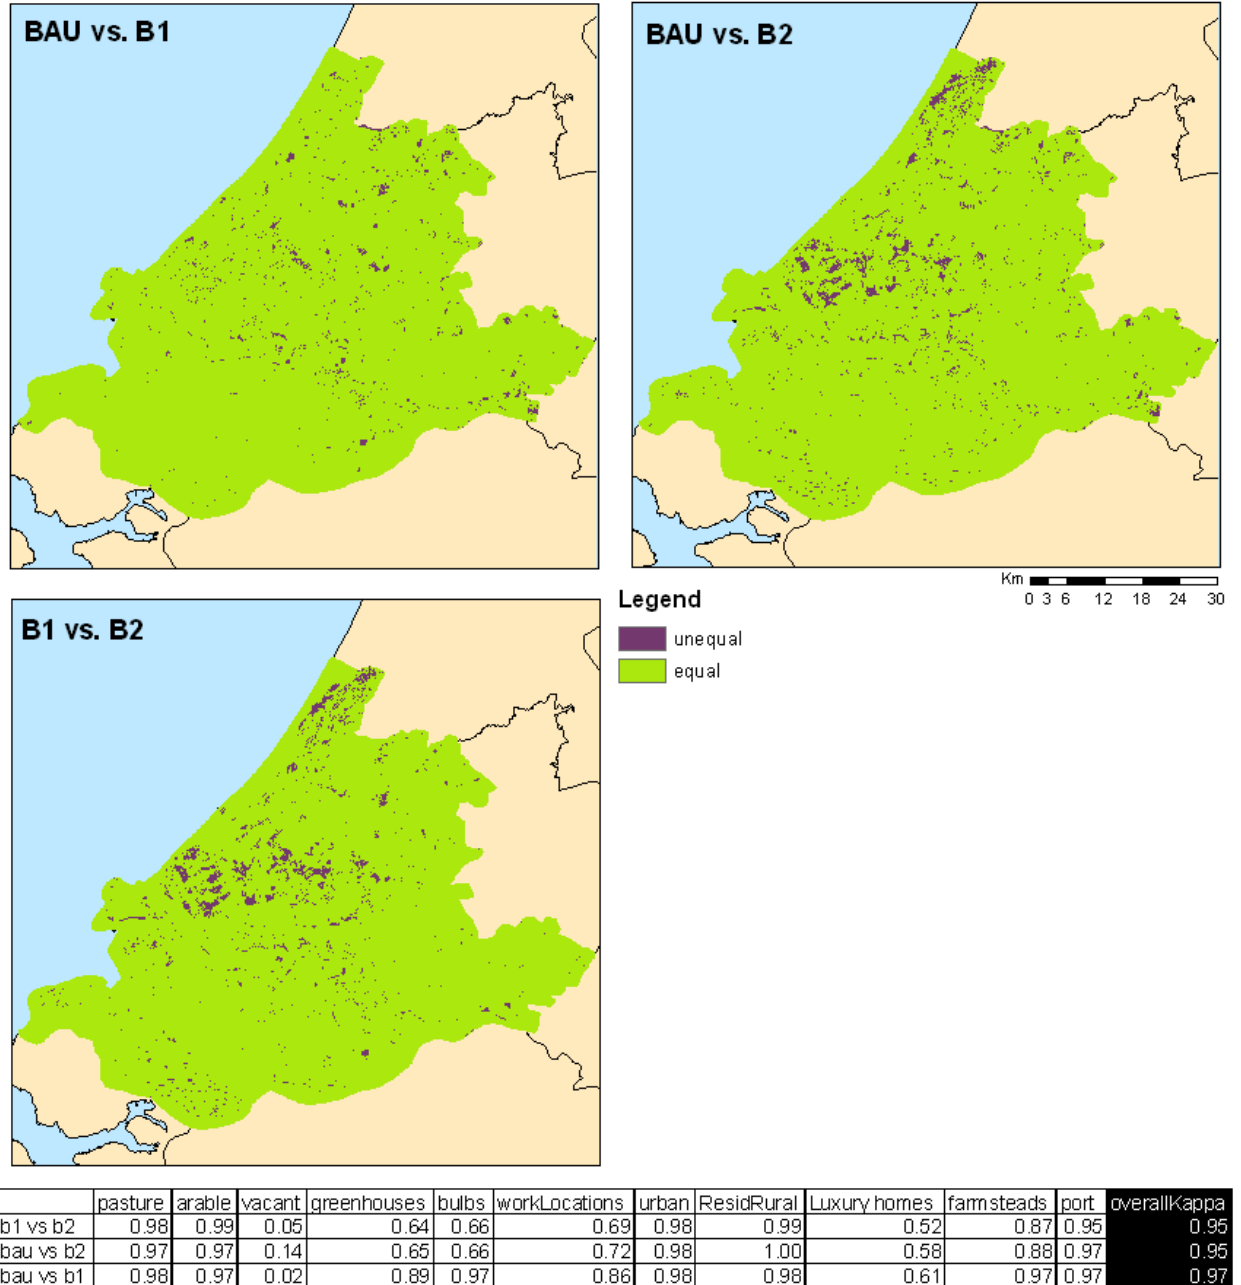 BAU vs. B1
BAU vs. B2
Km
0 3 6 12 18 24 30
B1 vs. B2
Legend
unequal
equal
pasture arable vacant greenhouses bulbs workLocations urban ResidRural Luxury homes farmsteads port overallKappa
b1 vs b2 0.98 0.99 0.05 0.64 0.66 0.69 0.98 0.99 0.52 0.87 0.95 0.95
bau vs b2 0.97 0.97 0.14 0.65 0.66 0.72 0.98 1.00 0.58 0.88 0.97 0.95
bau vs b1 0.98 0.97 0.02 0.89 0.97 0.86 0.98 0.98 0.61 0.97 0.97 0.97